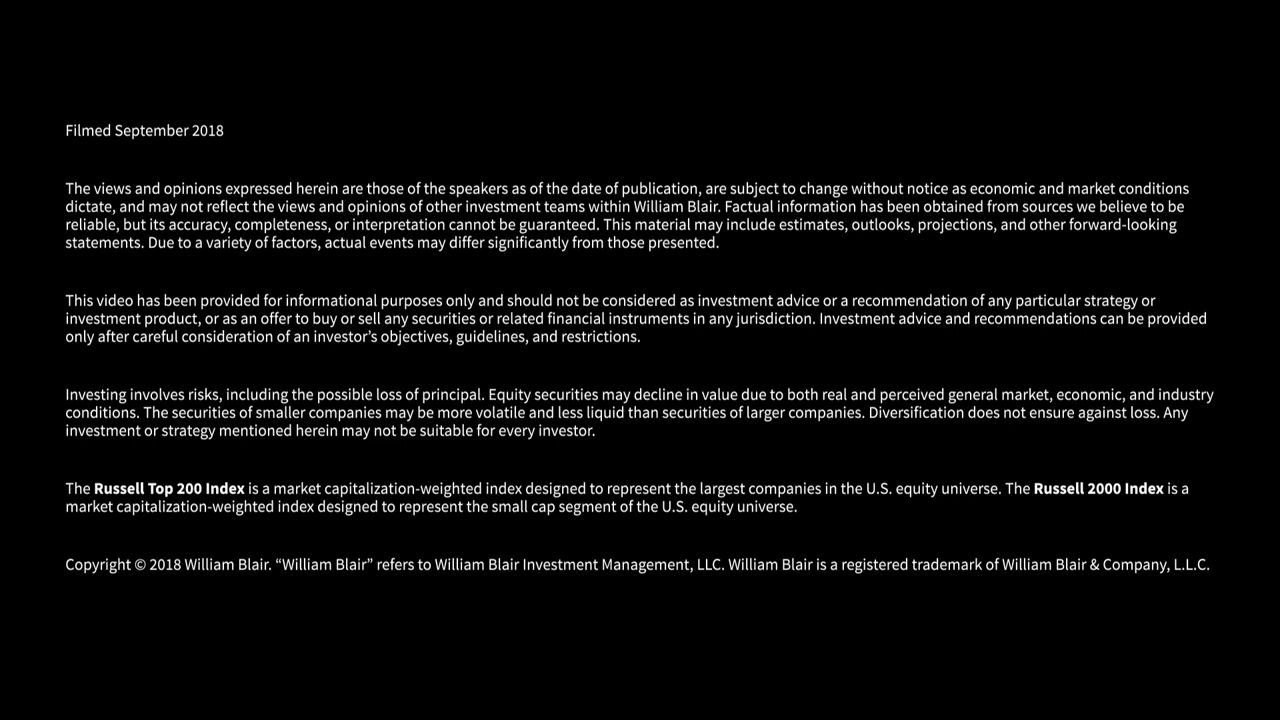 Filmed September 2018
The views and opinions expressed herein are those of the speakers as of the date of publication, are subject to change without notice as economic and market conditions
dictate, and may not reflect the views and opinions of other investment teams within William Blair. Factual information has been obtained from sources we believe to be
reliable, but its accuracy, completeness, or interpretation cannot be guaranteed. This material may include estimates, outlooks, projections, and other forward-looking
statements. Due to a variety of factors, actual events may differ significantly from those presented.
This video has been provided for informational purposes only and should not be considered as investment advice or a recommendation of any particular strategy or
investment product, or as an offer to buy or sell any securities or related financial instruments in any jurisdiction. Investment advice and recommendations can be provided
only after careful consideration of an investor’s objectives, guidelines, and restrictions.
Investing involves risks, including the possible loss of principal. Equity securities may decline in value due to both real and perceived general market, economic, and industry
conditions. The securities of smaller companies may be more volatile and less liquid than securities of larger companies. Diversification does not ensure against loss. Any
investment or strategy mentioned herein may not be suitable for every investor.
The Russell Top 200 Index is a market capitalization-weighted index designed to represent the largest companies in the U.S. equity universe. The Russell 2000 Index is a
market capitalization-weighted index designed to represent the small cap segment of the U.S. equity universe.
Copyright © 2018 William Blair. “William Blair” refers to William Blair Investment Management, LLC. William Blair is a registered trademark of William Blair & Company, L.L.C.